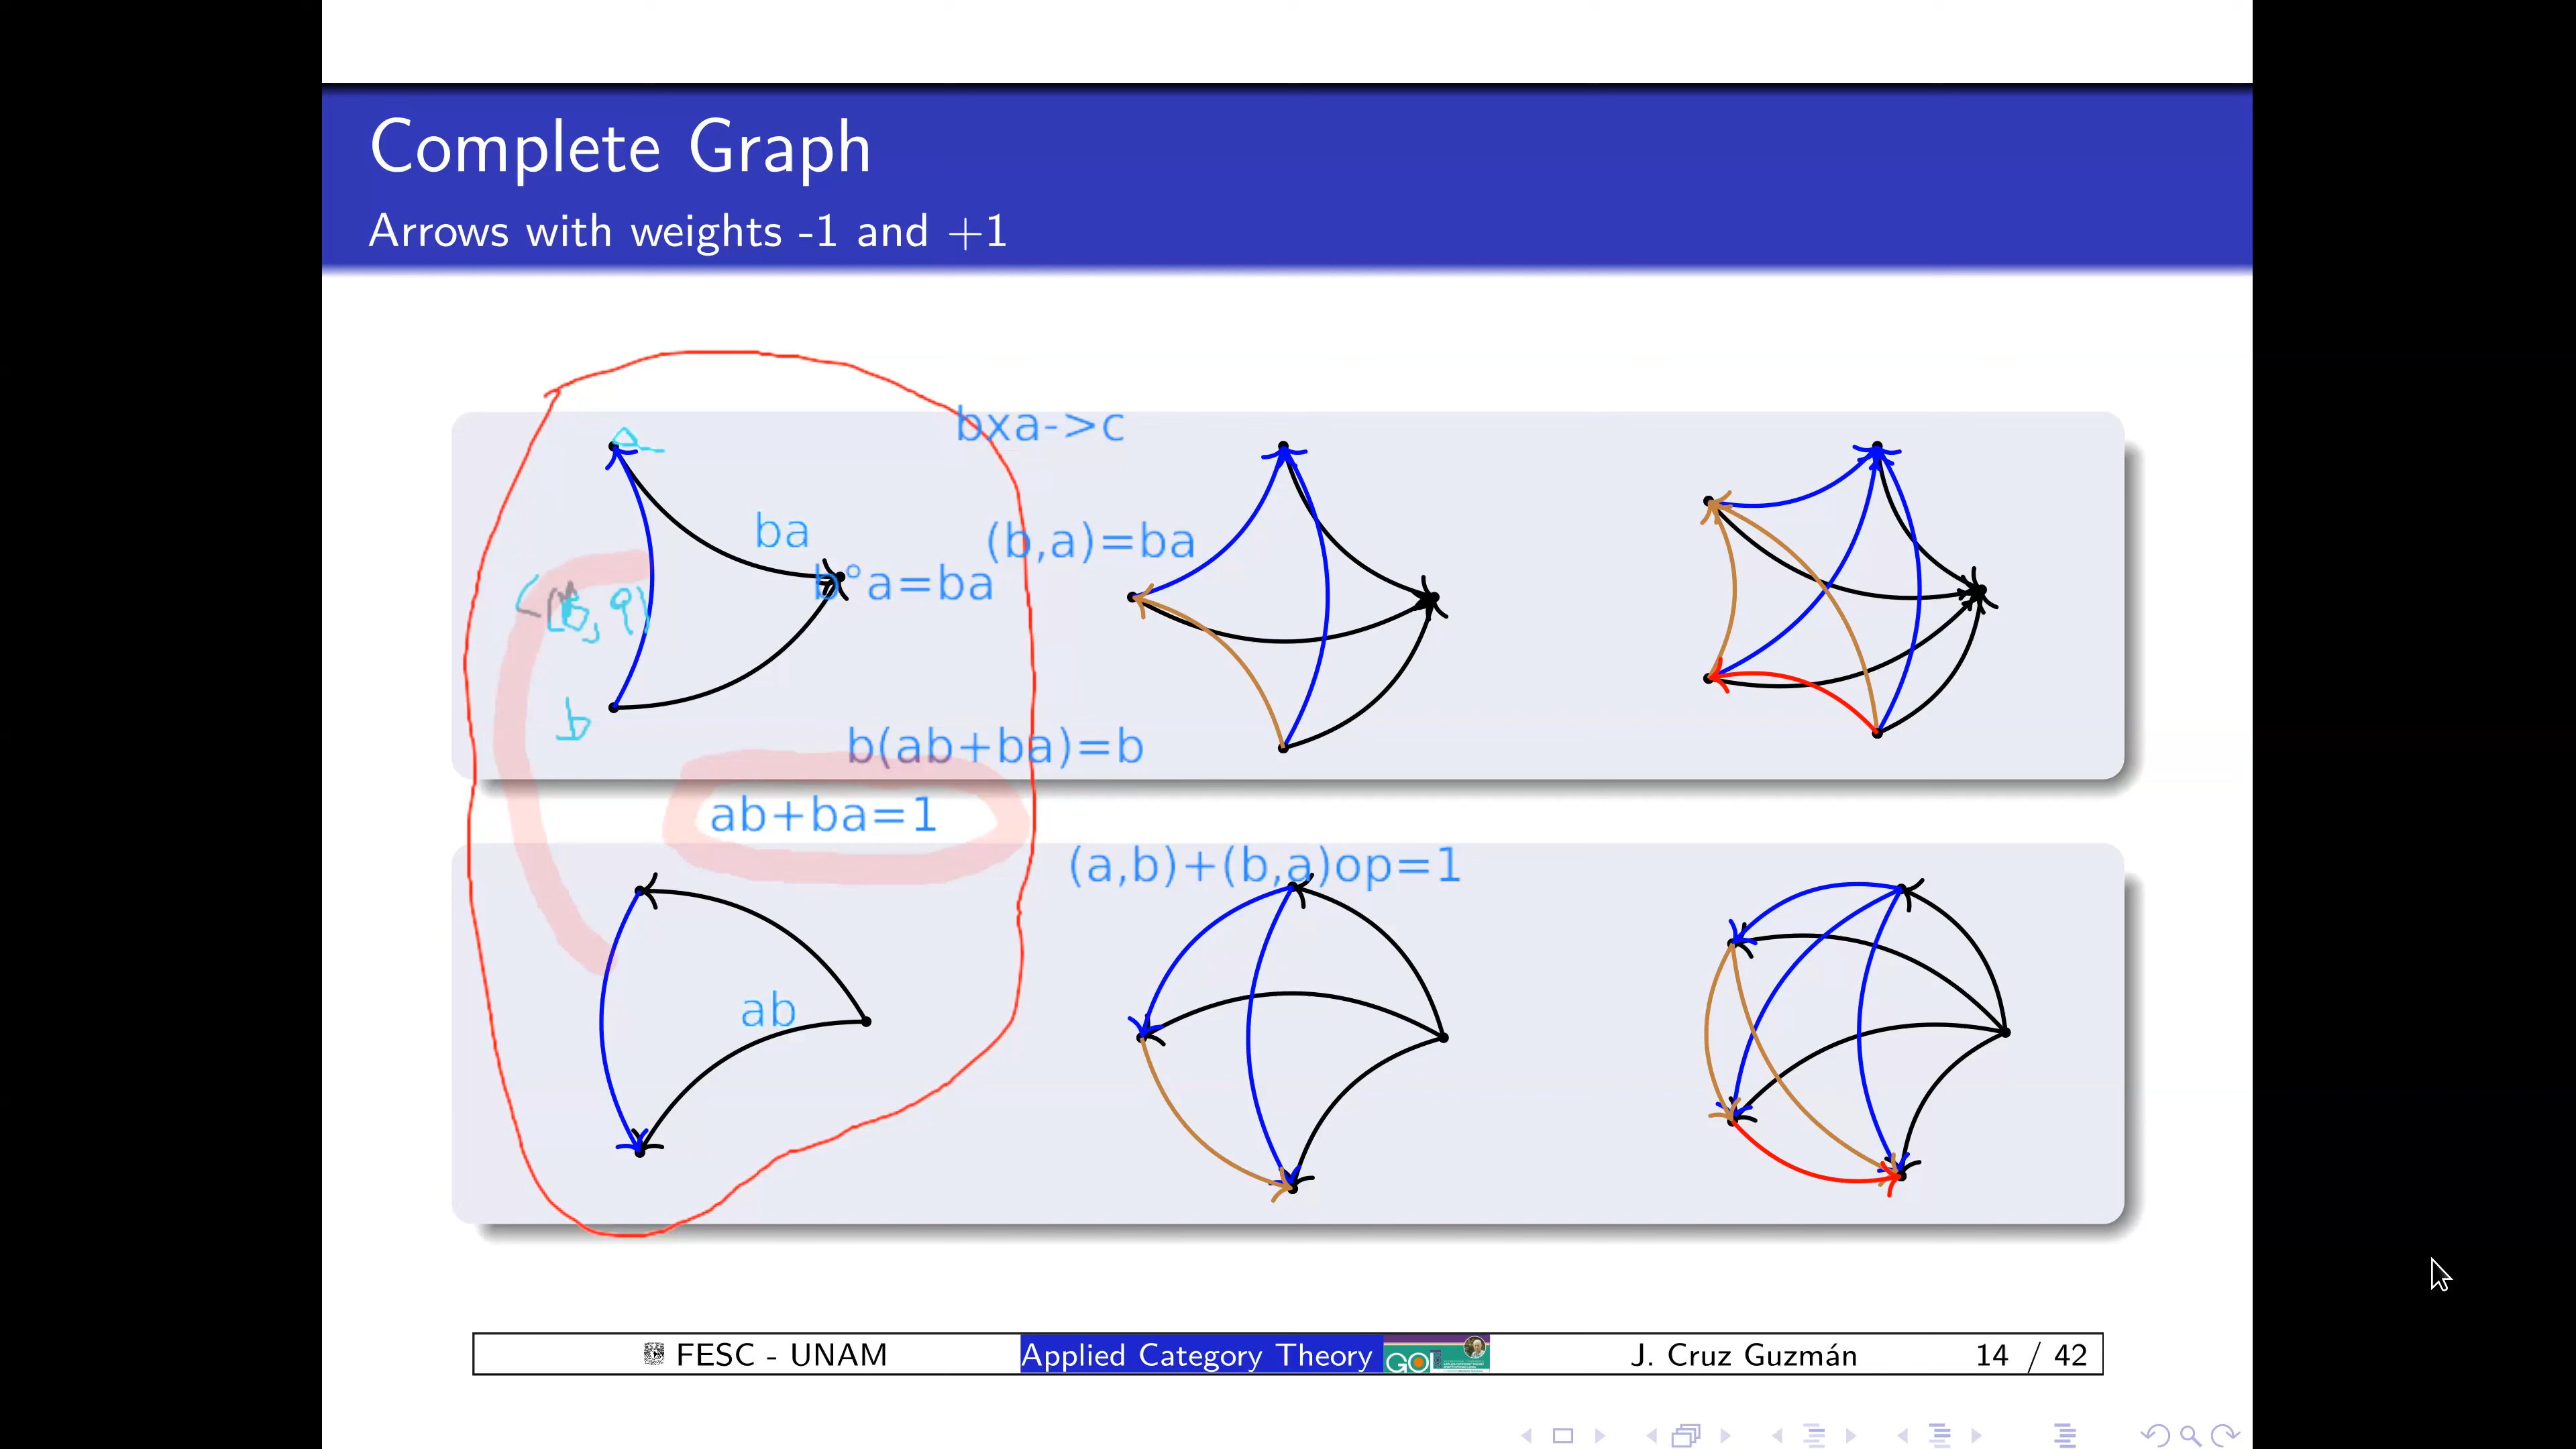 Complete Graph
Arrows with weights -1 and +1
bxa->c
a
ba
(b,a)=ba
b°a=ba
b
b(ab+ba)=b
ab+ba=1
(a,b)+(b,a)op=1
ab
FESC - UNAM
Applied Category Theory
J. Cruz Guzmán
14 / 42